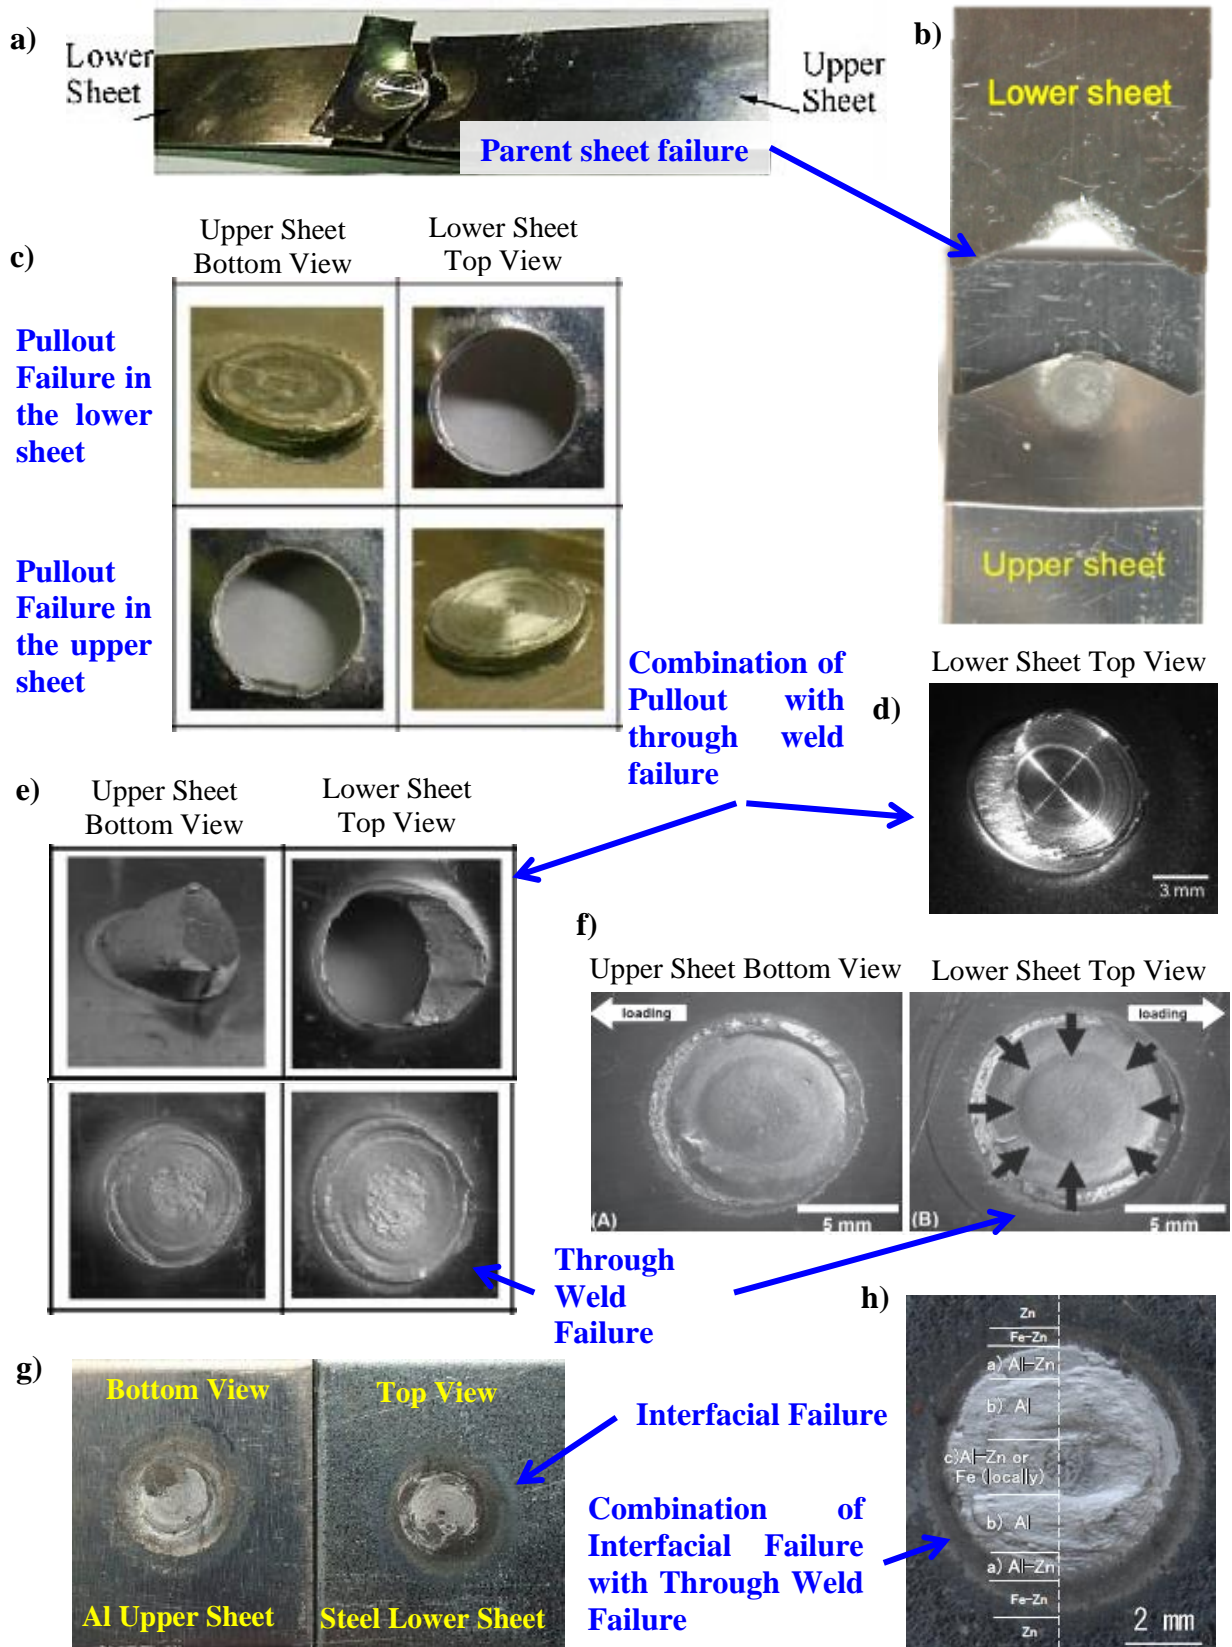 a)
Lower
Sheet
Upper
Sheet
Parent sheet failure
b)
Lower sheet
Upper sheet
c)
Upper Sheet
Bottom View
Lower Sheet
Top View
Pullout
Failure in
the lower
sheet
Pullout
Failure in
the upper
sheet
Combination of
Pullout with
through weld
failure
Lower Sheet Top View
d)
3 mm
e)
Upper Sheet
Bottom View
Lower Sheet
Top View
f)
Upper Sheet Bottom View
Lower Sheet Top View
loading
loading
(A)
5 mm
(B)
5 mm
Through
Weld
Failure
g)
Bottom View
Top View
Al Upper Sheet
Steel Lower Sheet
Interfacial Failure
Combination of
Interfacial Failure
with Through Weld
Failure
h)
Zn
Fe-Zn
a) Al-Zn
b) Al
c)Al-Zn or
Fe (locally)
b) Al
a) Al-Zn
Fe-Zn
Zn
2 mm